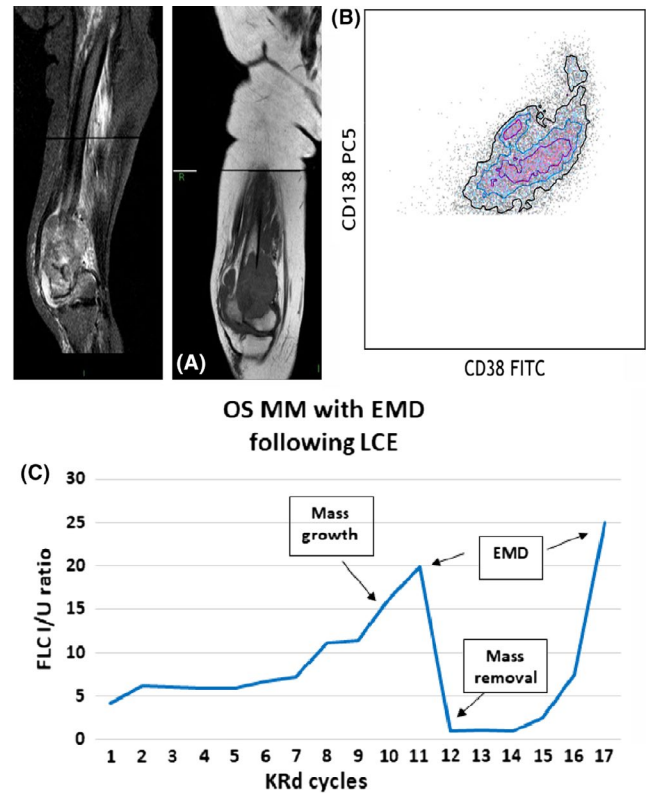 (A)
R
(B)
CD138 PC5
CD38 FITC
OS MM with EMD
following LCE
(C)
FLC I/U ratio
30
25
20
15
10
5
0
Mass
growth
EMD
Mass
removal
1 2 3 4 5 6 7 8 9 10 11 12 13 14 15 16 17
KRd cycles